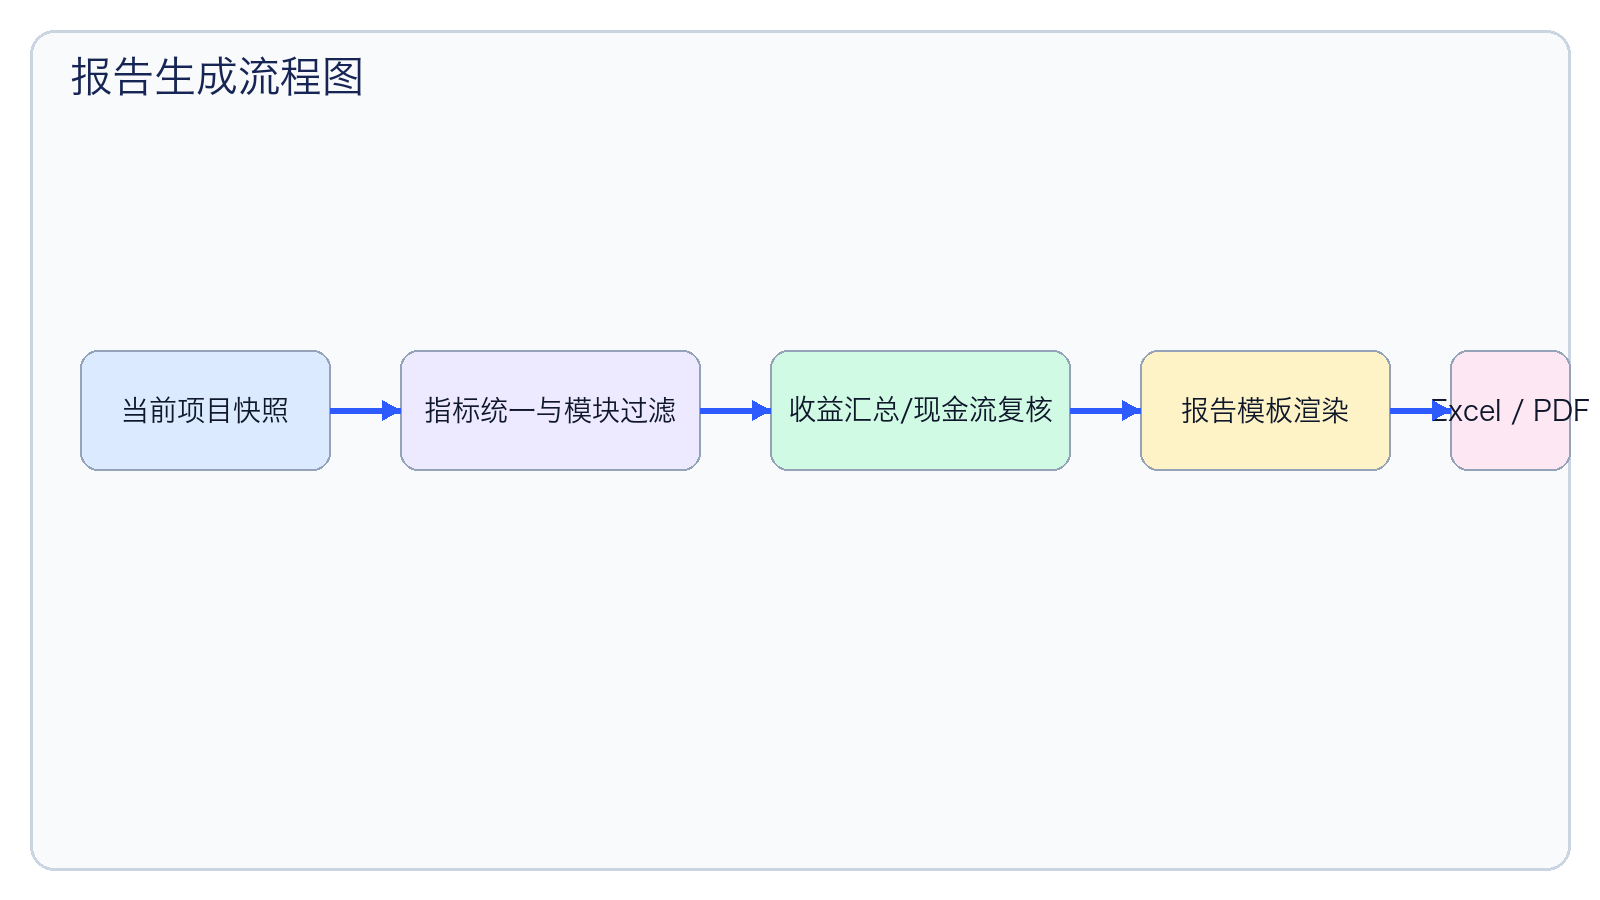 报告生成流程图
当前项目快照
指标统一与模块过滤
收益汇总/现金流复核
报告模板渲染
Excel / PDF